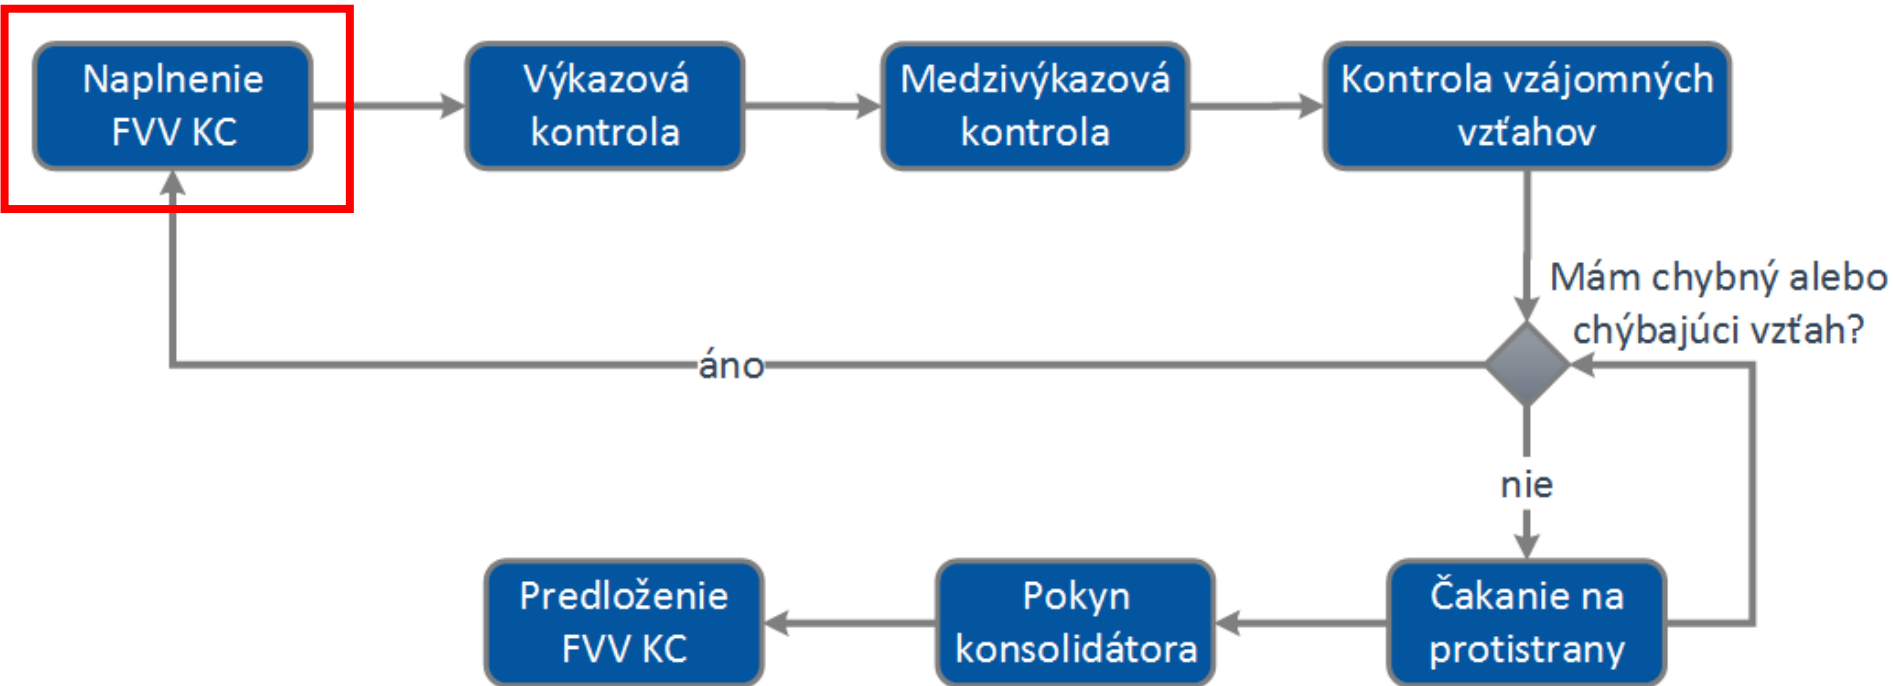 Naplnenie
FVV KC
Výkazová
kontrola
Medzivýkazová
kontrola
Kontrola vzájomných
vzťahov
Mám chybný alebo
chýbajúci vzťah?
áno
nie
Predloženie
FVV KC
Pokyn
konsolidátora
Čakanie na
protistrany